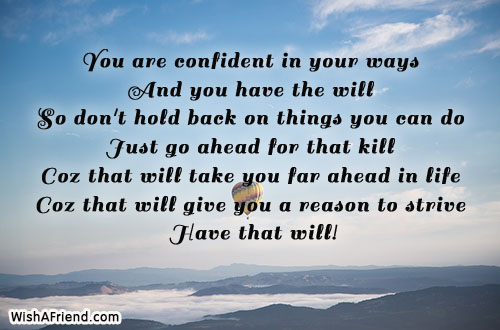 You are confident in your ways
And you have the will
So don't hold back on things you can do
Just go ahead for that kill
Coz that will take you far ahead in life
Coz that will give you a reason to strive
Have that will!
WishAFriend.com